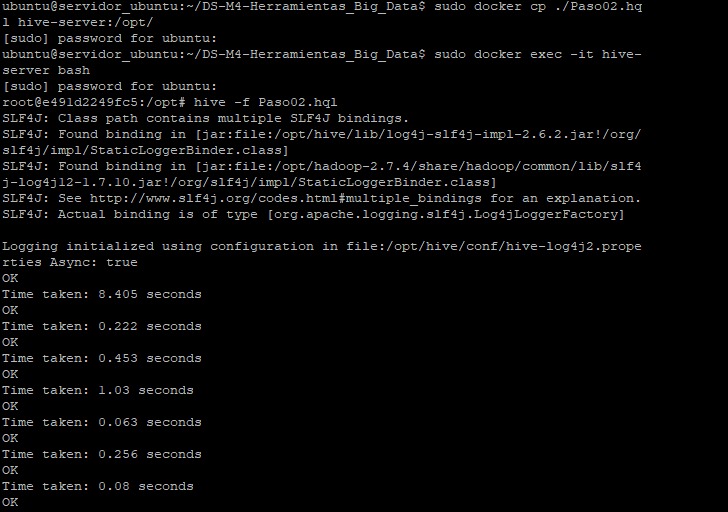 ubuntu@servidor_ubuntu:~/DS-M4-Herramientas_Big_Data$ sudo docker cp ./Paso02.hq
l hive-server:/opt/
[sudo] password for ubuntu:
ubuntu@servidor_ubuntu:~/DS-M4-Herramientas_Big_Data$ sudo docker exec -it hive-
server bash
[sudo] password for ubuntu:
root@e491d2249fc5:/opt# hive -f Paso02.hql
SLF4J: Class path contains multiple SLF4J bindings.
SLF4J: Found binding in [jar:file:/opt/hive/lib/log4j-slf4j-impl-2.6.2.jar!/org/
slf4j/impl/StaticLoggerBinder.class]
SLF4J: Found binding in [jar:file:/opt/hadoop-2.7.4/share/hadoop/common/lib/slf4
j-log4j12-1.7.10.jar!/org/slf4j/impl/StaticLoggerBinder.class]
SLF4J: See http://www.slf4j.org/codes.html#multiple_bindings for an explanation.
SLF4J: Actual binding is of type [org.apache.logging.slf4j.Log4jLoggerFactory]
Logging initialized using configuration in file:/opt/hive/conf/hive-log4j2.prope
rties Async: true
OK
Time taken: 8.405 seconds
OK
Time taken: 0.222 seconds
OK
Time taken: 0.453 seconds
OK
Time taken: 1.03 seconds
OK
Time taken: 0.063 seconds
OK
Time taken: 0.256 seconds
OK
Time taken: 0.08 seconds
OK